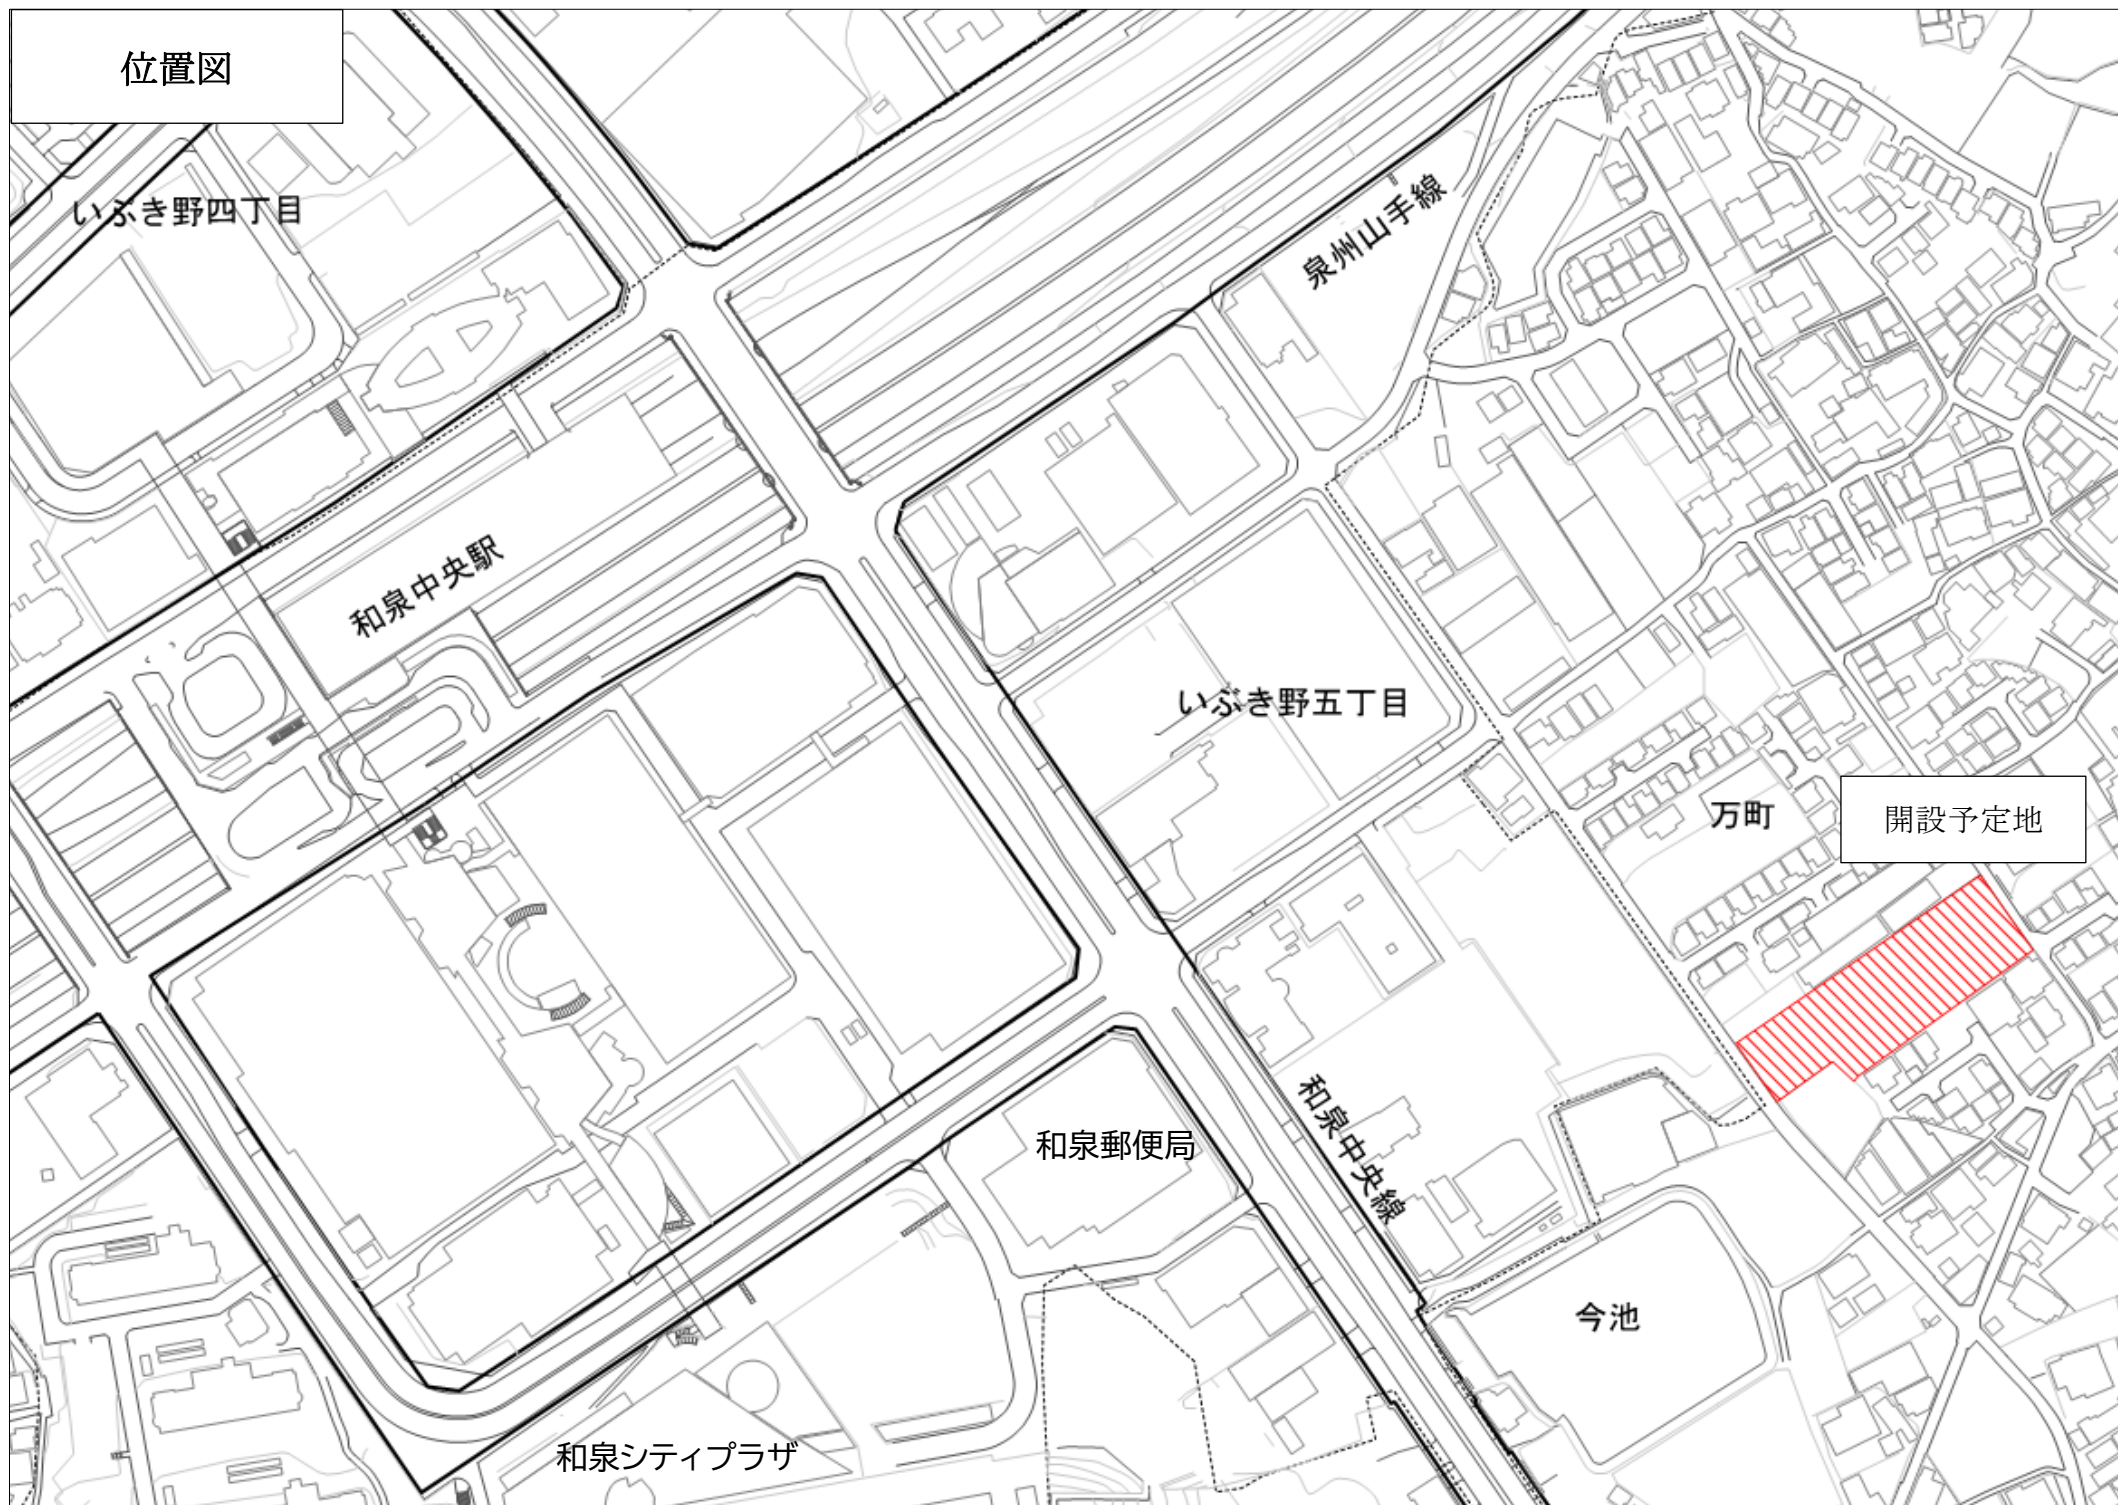 位置図
いぶき野四丁目
泉州山手線
和泉中央駅
いぶき野五丁目
万町
開設予定地
和泉中央線
和泉郵便局
今池
和泉シティプラザ